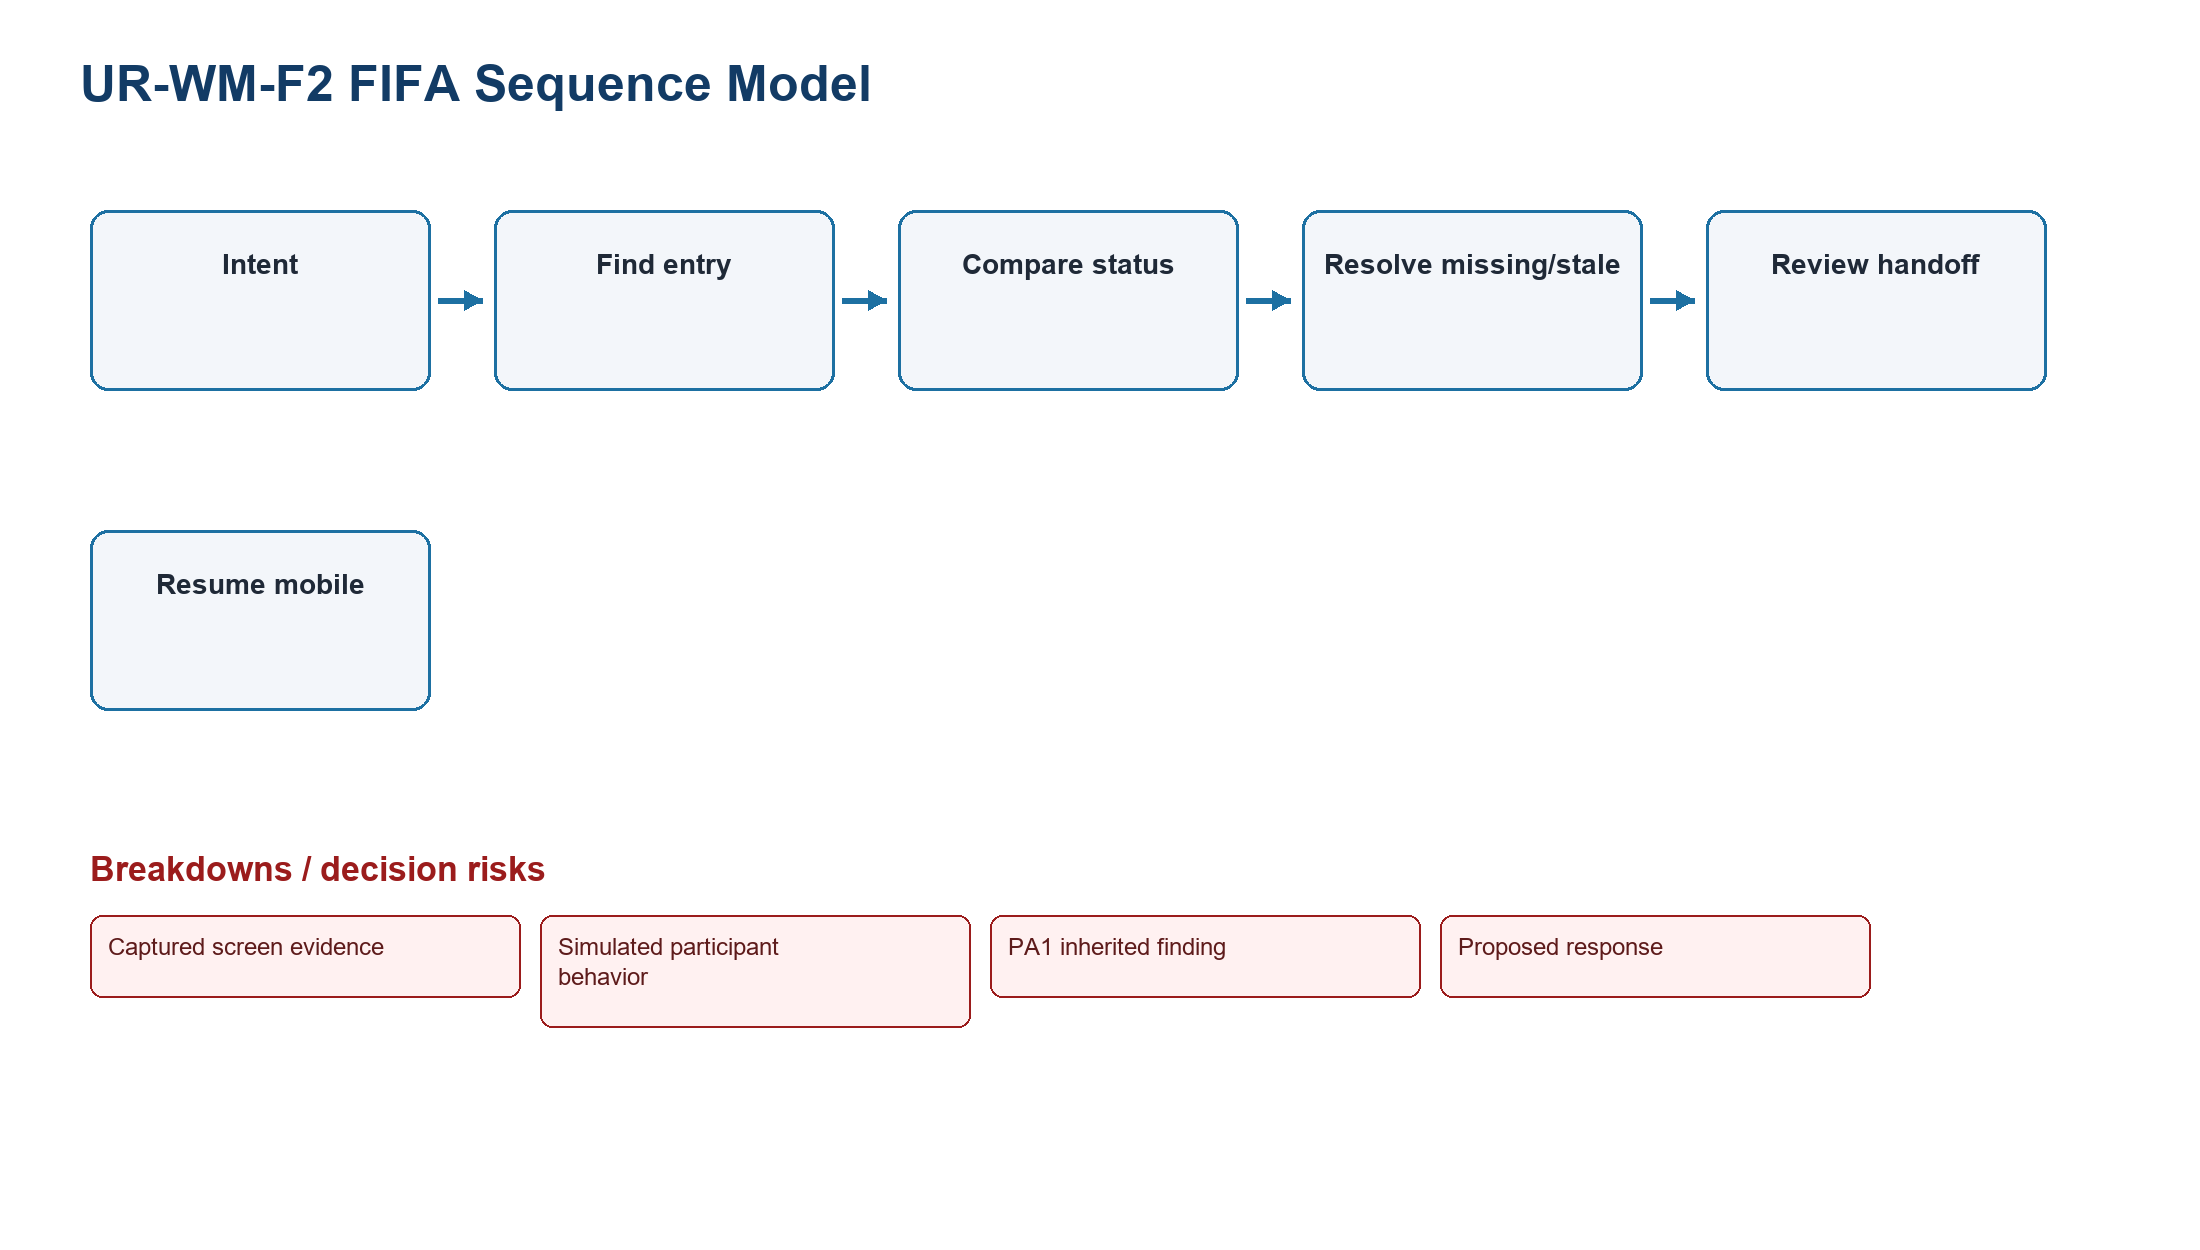 UR-WM-F2 FIFA Sequence Model
Intent
Find entry
Compare status
Resolve missing/stale
Review handoff
Resume mobile
Breakdowns / decision risks
Captured screen evidence
Simulated participant
behavior
PA1 inherited finding
Proposed response